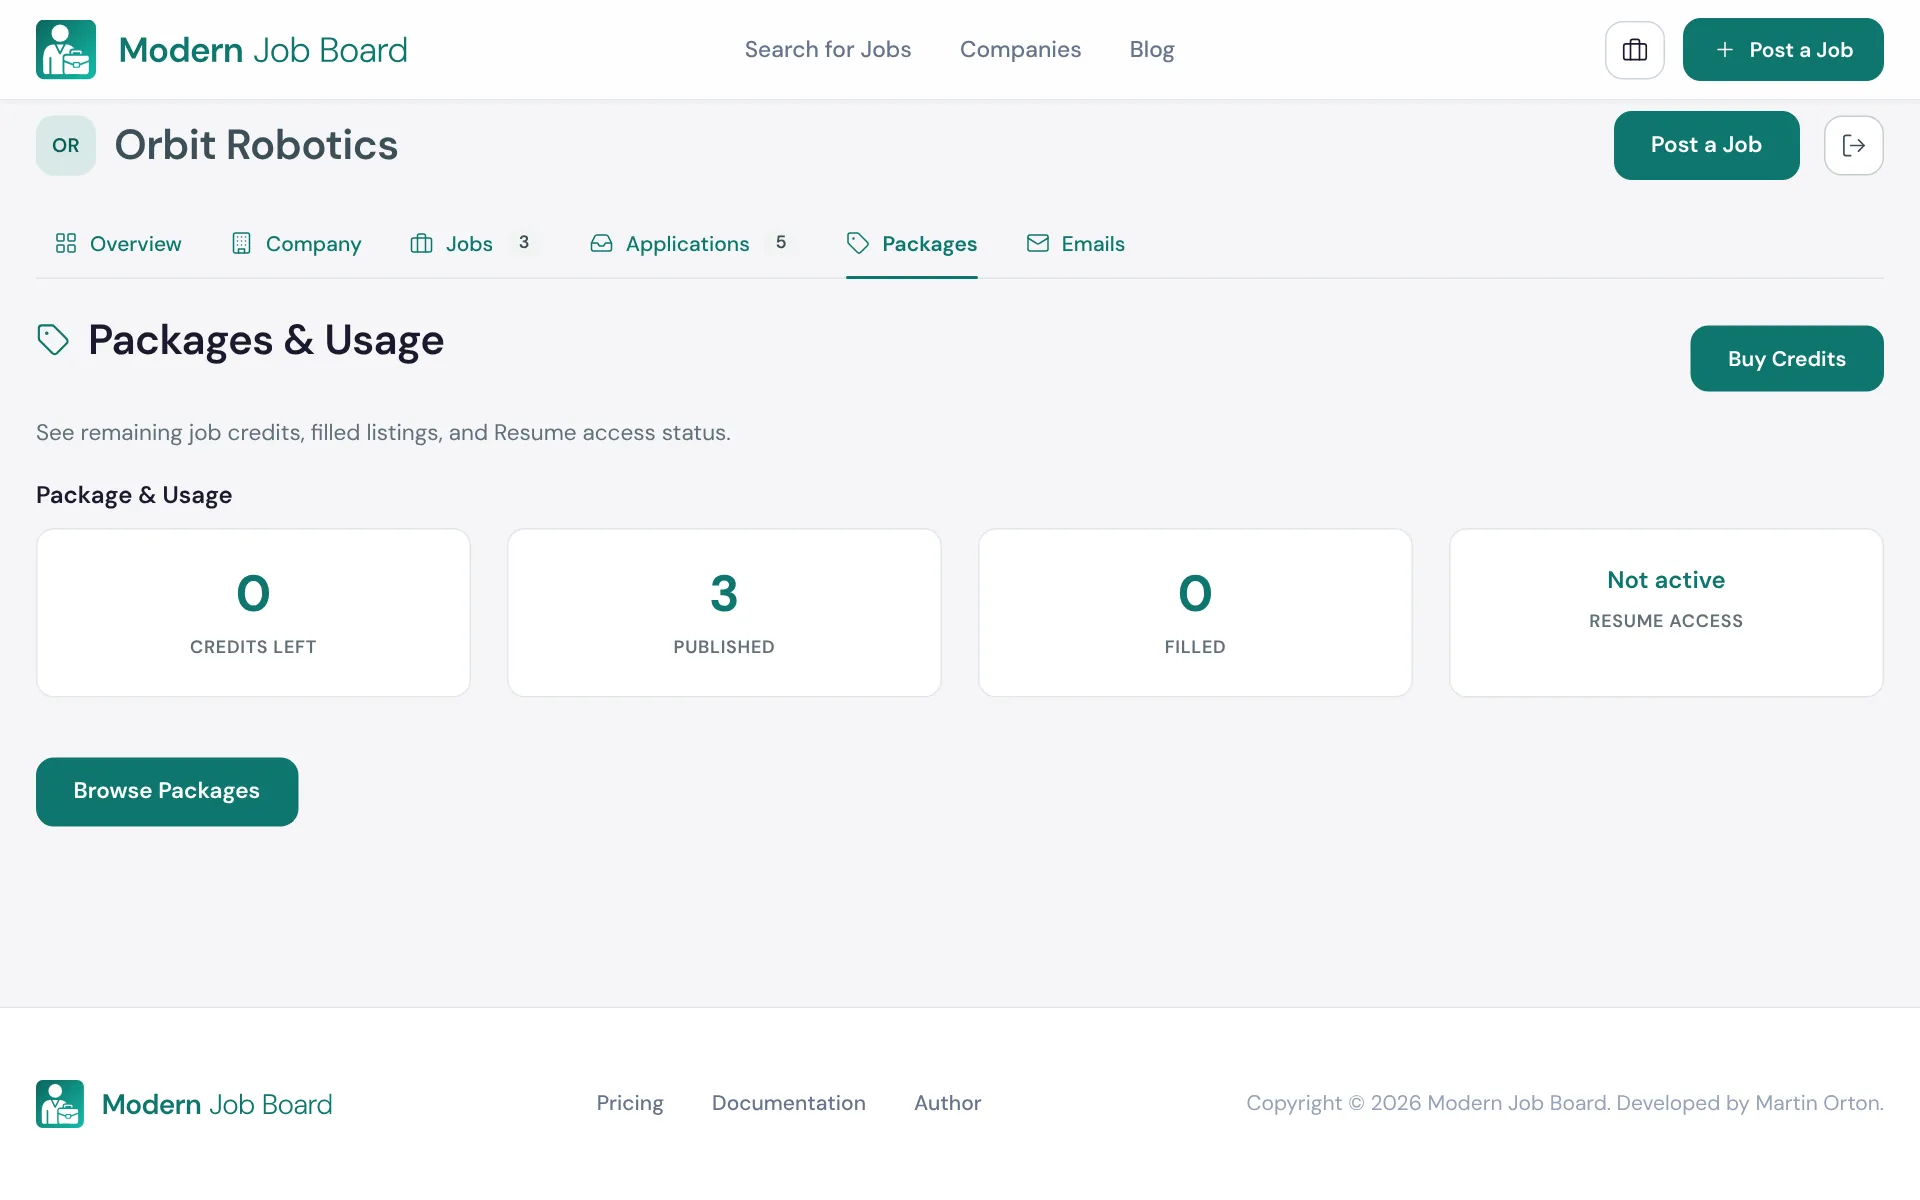 Modern Job Board
Search for Jobs
Companies
Blog
Post a Job
OR
Orbit Robotics
Post a Job
Overview
Company
Jobs 3
Applications 5
Packages
Emails
Packages & Usage
Buy Credits
See remaining job credits, filled listings, and Resume access status.
Package & Usage
0
CREDITS LEFT
3
PUBLISHED
0
FILLED
Not active
RESUME ACCESS
Browse Packages
Modern Job Board
Pricing
Documentation
Author
Copyright © 2026 Modern Job Board. Developed by Martin Orton.